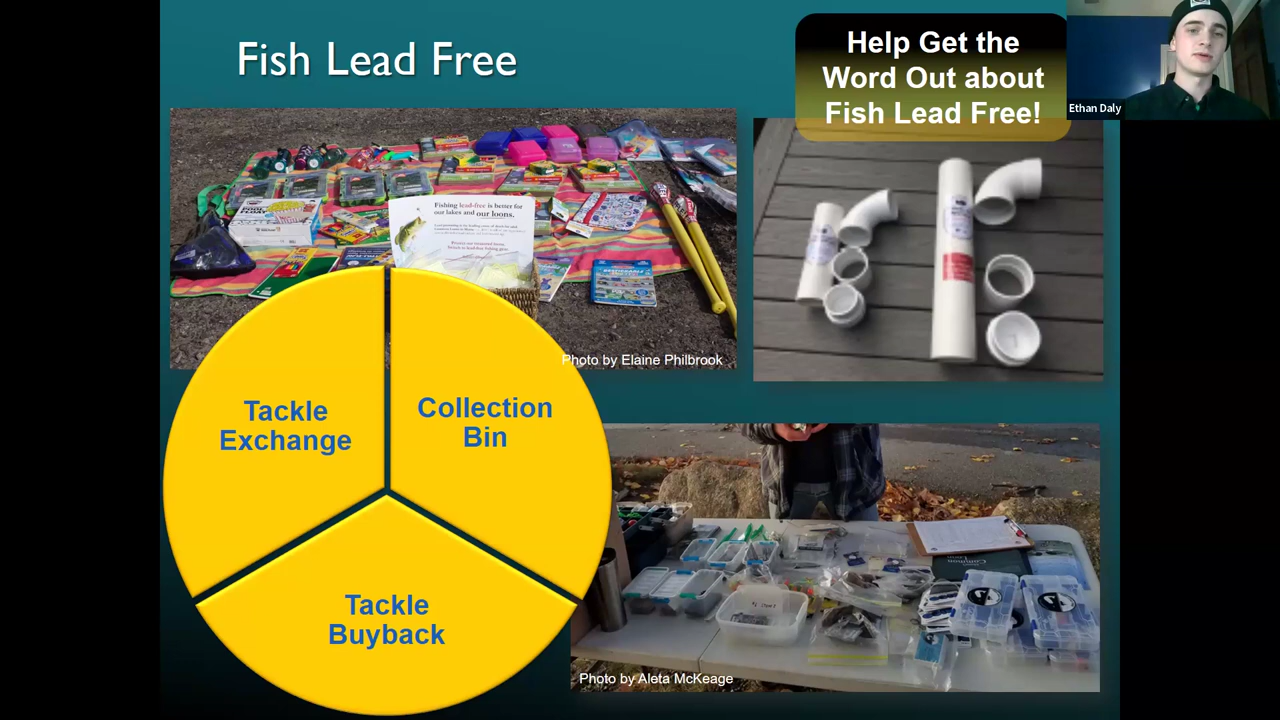 Fish Lead Free
Help Get the
Word Out about
Fish Lead Free!
Ethan Daly
Fishing lead-free is better for
our lakes and our loons.
Photo by Elaine Philbrook
Tackle
Exchange
Collection
Bin
Tackle
Buyback
Photo by Aleta McKeage